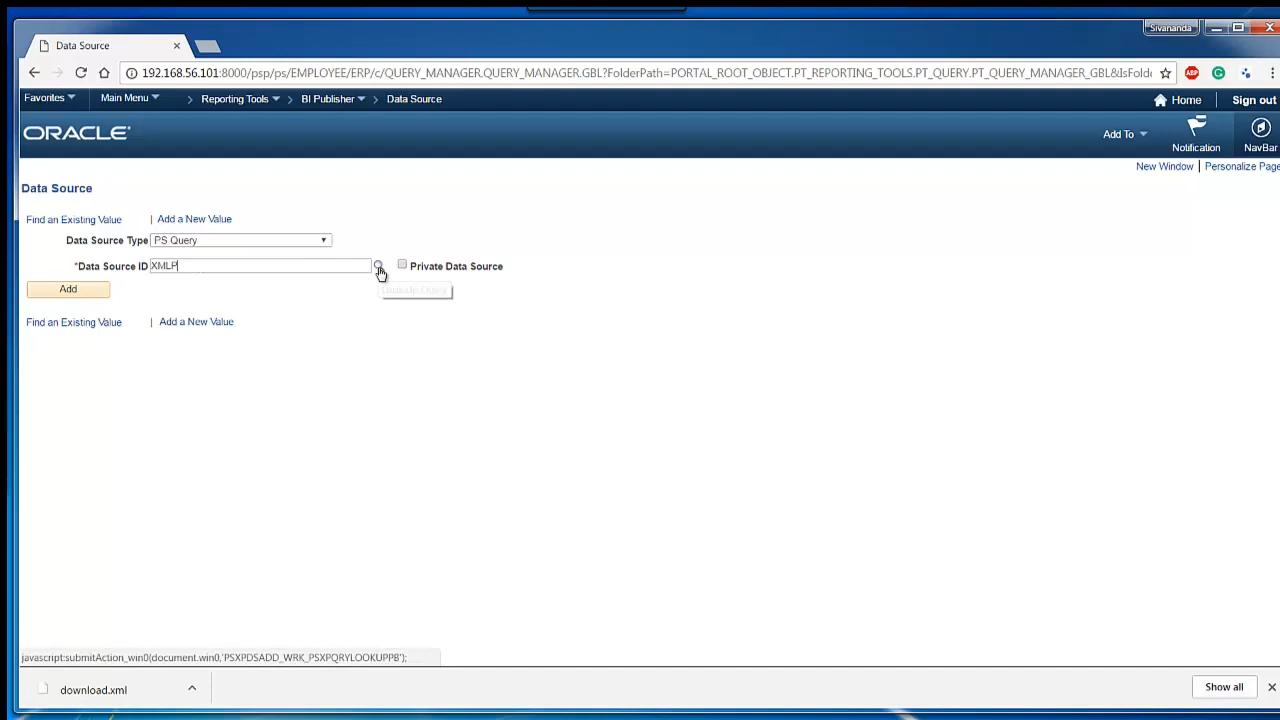 Sivananda
Data Source
192.168.56.101:8000/psp/ps/EMPLOYEE/ERP/c/QUERY_MANAGER.QUERY_MANAGER.GBL?FolderPath=PORTAL_ROOT_OBJECT.PT_REPORTING_TOOLS.PT_QUERY.PT_QUERY_MANAGER_GBL&IsFold
ABP
Favorites Main Menu > Reporting Tools > BI Publisher > Data Source
Home | Sign out
ORACLE'
Add To
Notification
NavBar
New Window | Personalize Page
Data Source
Find an Existing Value | Add a New Value
Data Source Type PS Query
*Data Source ID XMLP Private Data Source
Add
Find an Existing Value | Add a New Value
javascript:submitAction_win0(document.win0,'PSXPDSADD_WRK_PSXPQRYLOOKUPPB');
download.xml
Show all